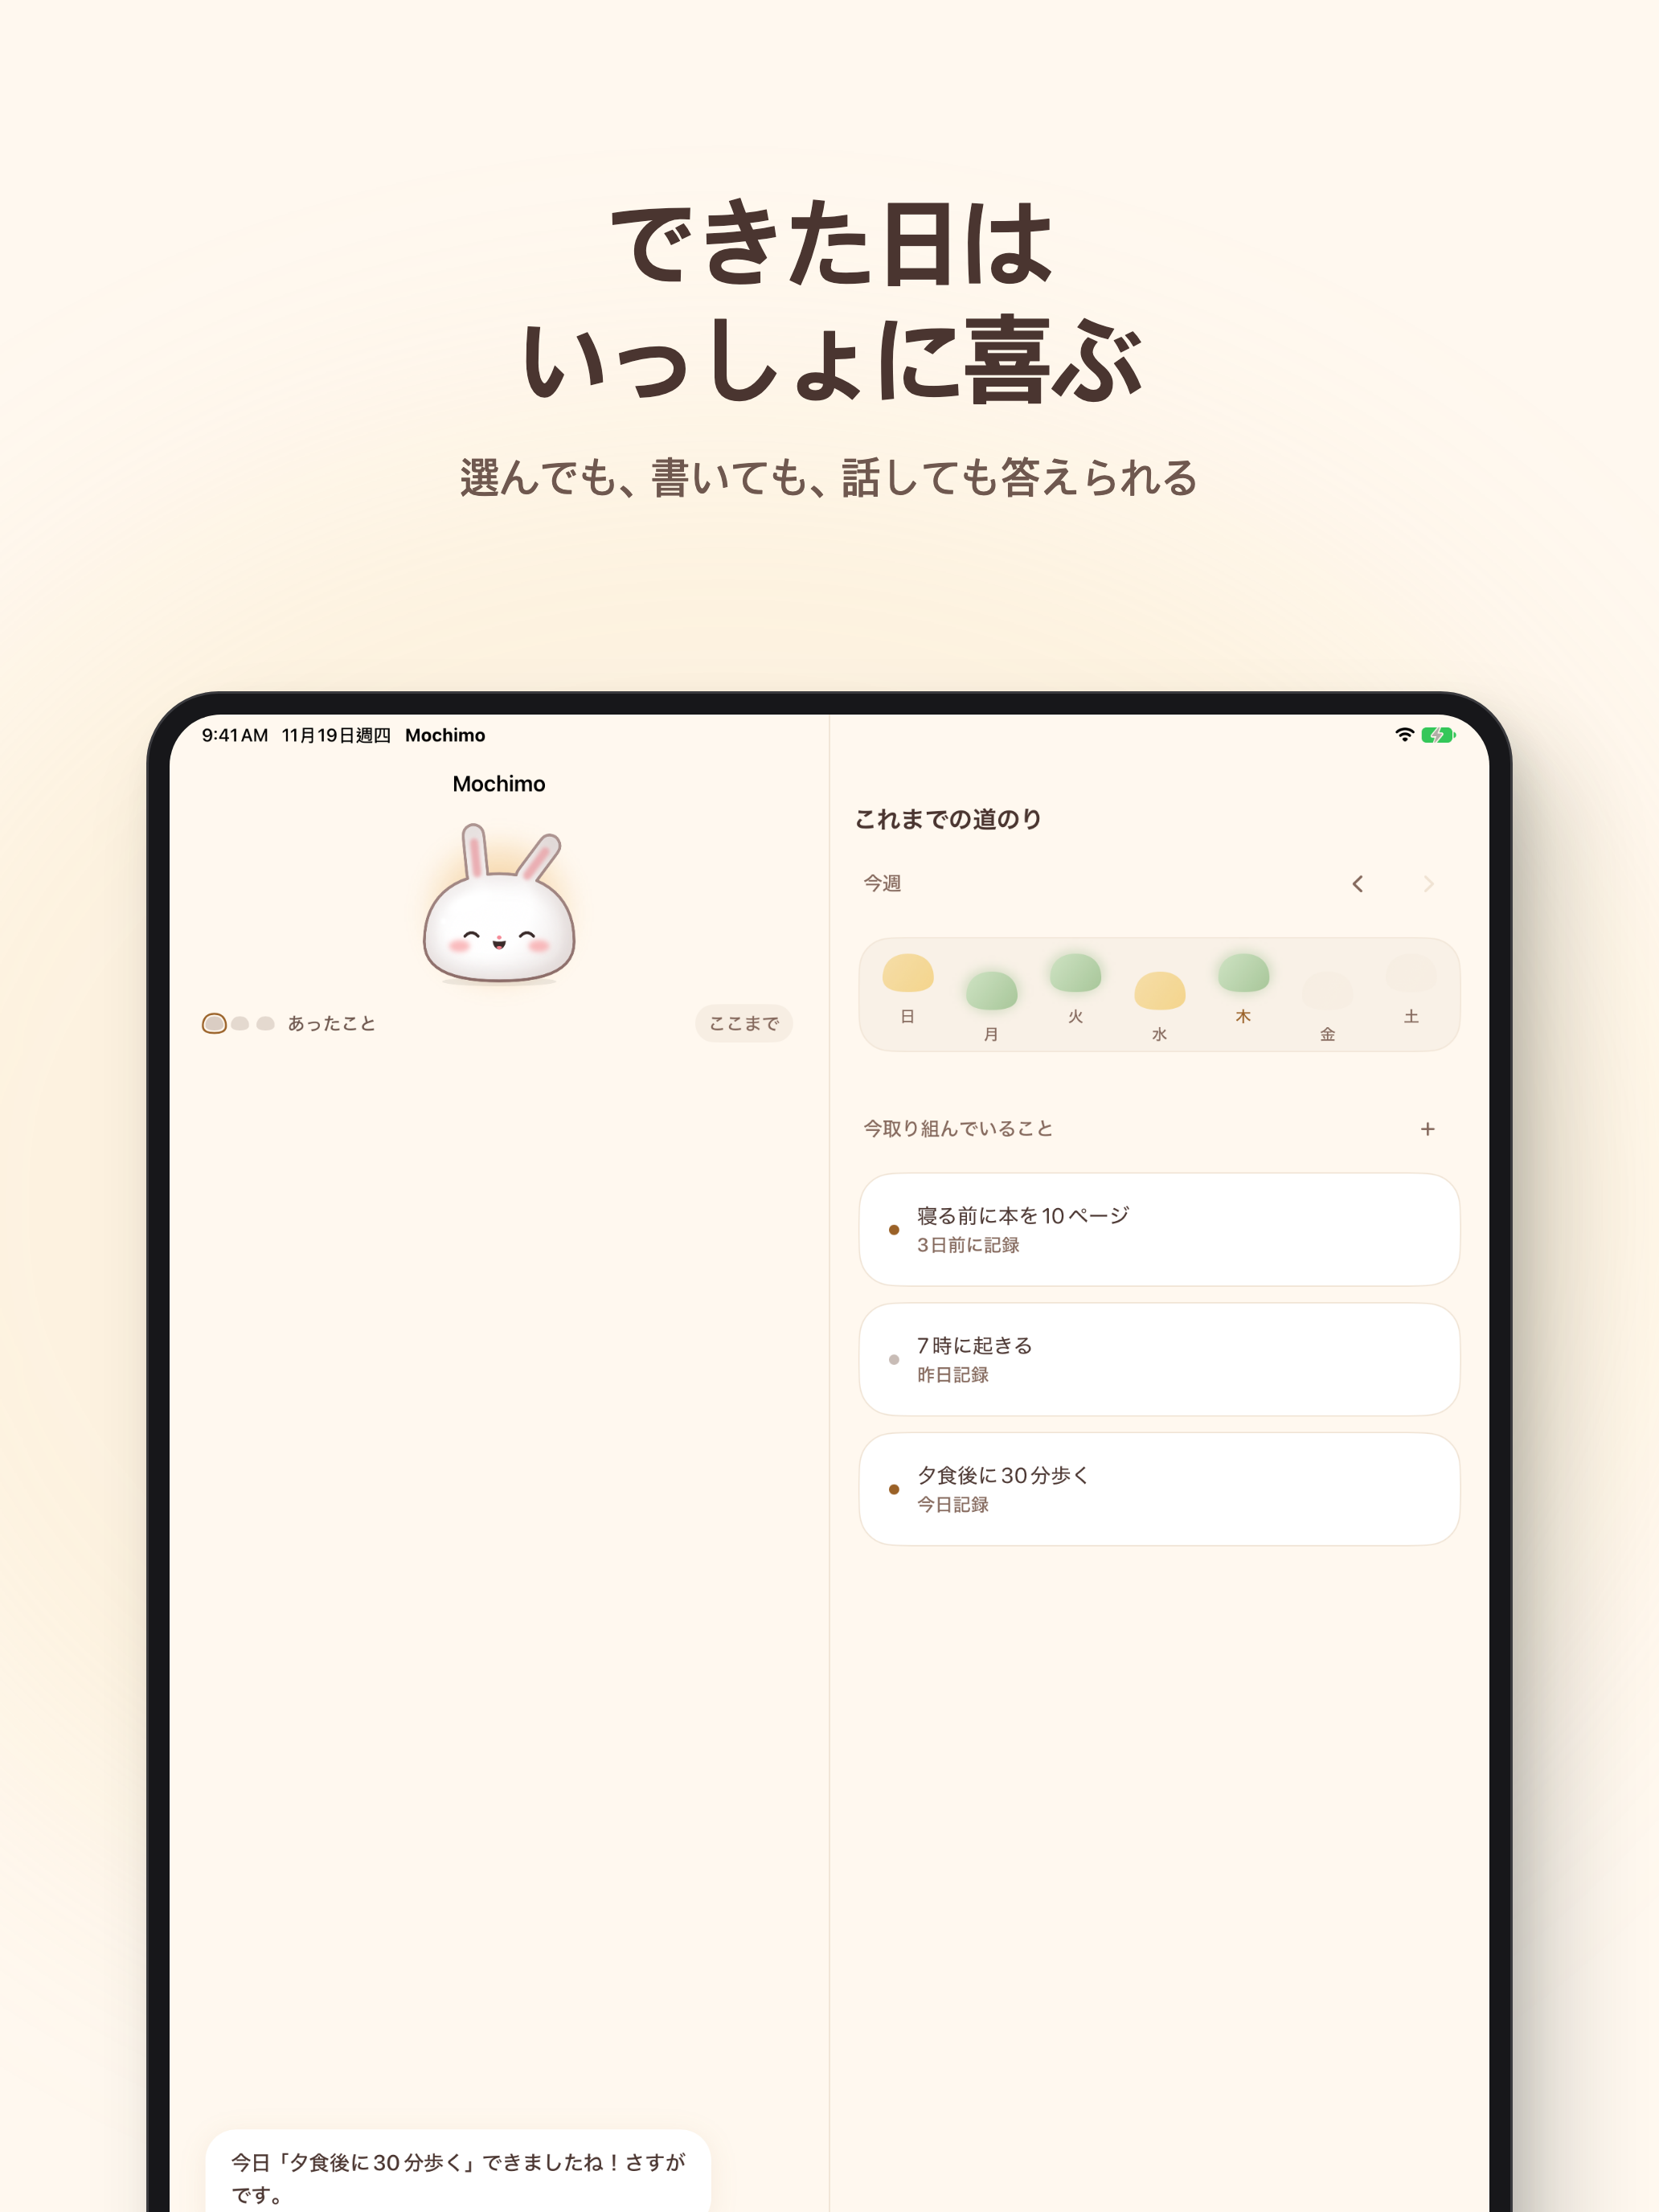 できた日は
いっしょに喜ぶ
選んでも、書いても、話しても答えられる
9:41 AM 11月19日週四 Mochimo
Mochimo
あったこと
ここまで
これまでの道のり
今週
日
月
火
水
木
金
土
今取り組んでいること
+
寝る前に本を10ページ
3日前に記録
7時に起きる
昨日記録
夕食後に30分歩く
今日記録
今日「夕食後に30分歩く」できましたね！さすが
です。